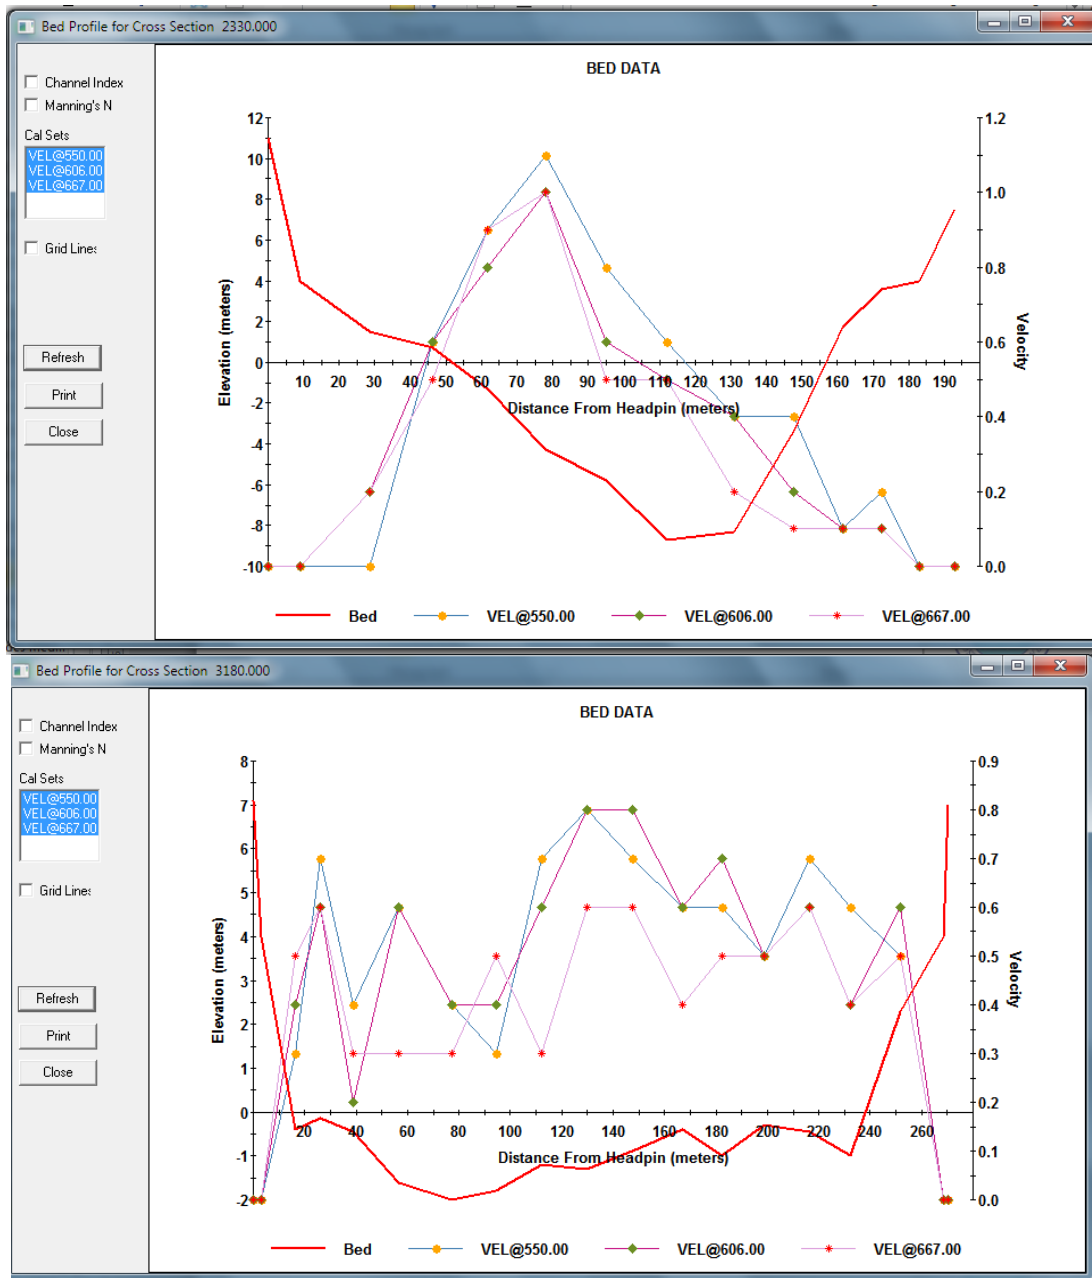 Bed Profile for Cross Section 2330.000
Channel Index
Manning's N
Cal Sets
VEL@550.00
VEL@606.00
VEL@667.00
Grid Lines
Refresh
Print
Close
BED DATA
12
10
8
6
4
2
0
-2
-4
-6
-8
-10
Elevation (meters)
10 20 30 40 50 60 70 80 90 100 110 120 130 140 150 160 170 180 190
Distance From Headpin (meters)
1.2
1.0
0.8
0.6
0.4
0.2
0.0
Velocity
Bed VEL@550.00 VEL@606.00 VEL@667.00
Bed Profile for Cross Section 3180.000
Channel Index
Manning's N
Cal Sets
VEL@550.00
VEL@606.00
VEL@667.00
Grid Lines
Refresh
Print
Close
BED DATA
8
7
6
5
4
3
2
1
0
-1
-2
Elevation (meters)
20 40 60 80 100 120 140 160 180 200 220 240 260
Distance From Headpin (meters)
0.9
0.8
0.7
0.6
0.5
0.4
0.3
0.2
0.1
0.0
Velocity
Bed VEL@550.00 VEL@606.00 VEL@667.00